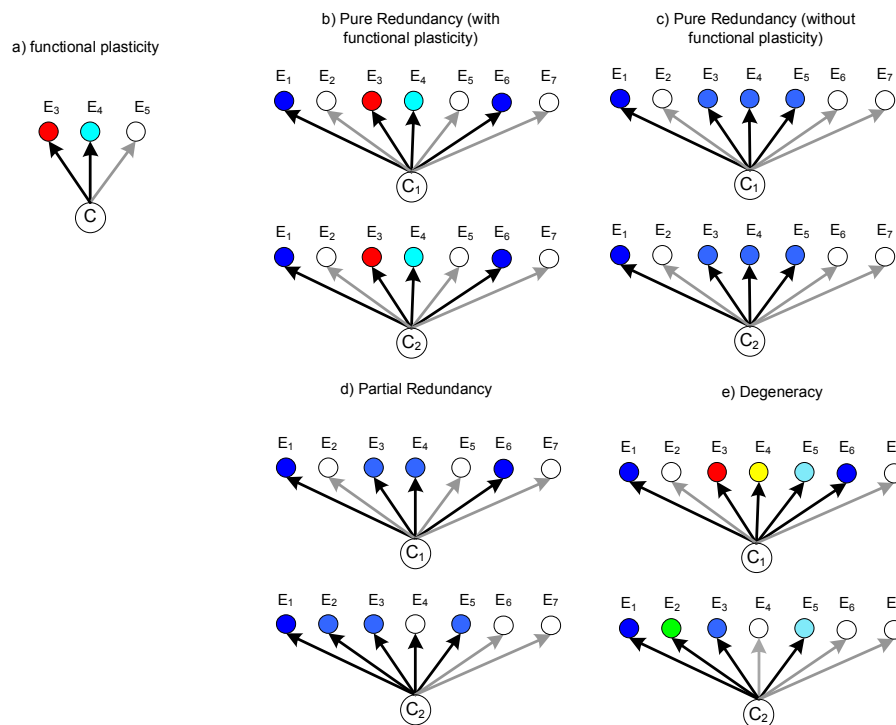 a) functional plasticity
E3 E4 E5
C
b) Pure Redundancy (with
functional plasticity)
E1 E2 E3 E4 E5 E6 E7
C1
E1 E2 E3 E4 E5 E6 E7
C2
c) Pure Redundancy (without
functional plasticity)
E1 E2 E3 E4 E5 E6 E7
C1
E1 E2 E3 E4 E5 E6 E7
C2
d) Partial Redundancy
E1 E2 E3 E4 E5 E6 E7
C1
E1 E2 E3 E4 E5 E6 E7
C2
e) Degeneracy
E1 E2 E3 E4 E5 E6 E
C1
E1 E2 E3 E4 E5 E6 E
C2